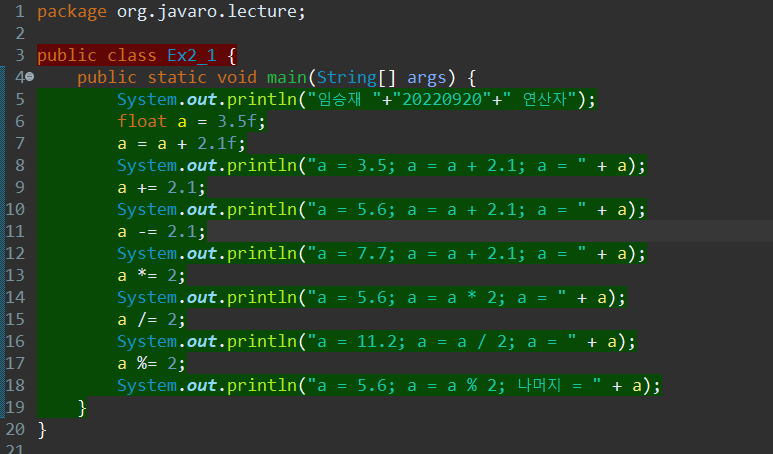 1 package org.javaro.lecture;
2
3 public class Ex2_1 {
4 public static void main(String[] args) {
5 System.out.println("임승재 "+"20220920"+" 연산자");
6 float a = 3.5f;
7 a = a + 2.1f;
8 System.out.println("a = 3.5; a = a + 2.1; a = " + a);
9 a += 2.1;
10 System.out.println("a = 5.6; a = a + 2.1; a = " + a);
11 a -= 2.1;
12 System.out.println("a = 7.7; a = a + 2.1; a = " + a);
13 a *= 2;
14 System.out.println("a = 5.6; a = a * 2; a = " + a);
15 a /= 2;
16 System.out.println("a = 11.2; a = a / 2; a = " + a);
17 a %= 2;
18 System.out.println("a = 5.6; a = a % 2; 나머지 = " + a);
19 }
20 }
21